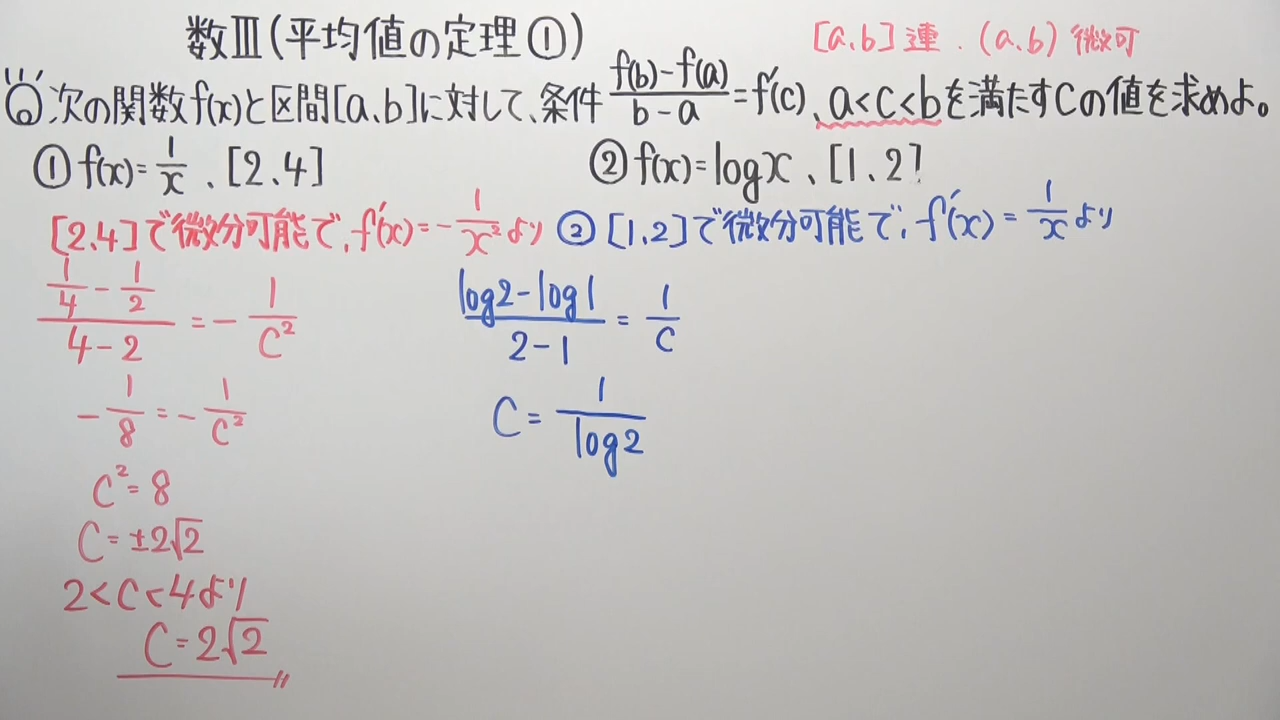 数Ⅲ(平均値の定理①)
[a,b]連、(a,b)微可
Q 次の関数f(x)と区間[a,b]に対して、条件 (f(b)-f(a))/(b-a)=f'(c)、a<c<bを満たすCの値を求めよ。
① f(x)=1/x、[2,4]
② f(x)=logx、[1,2]
[2,4]で微分可能で、f'(x)=-1/x²より
(1/4-1/2)/(4-2)=-1/C²
-1/8=-1/C²
C²=8
C=±2√2
2<C<4より
C=2√2
② [1,2]で微分可能で、f'(x)=1/xより
(log2-log1)/(2-1)=1/C
C=1/log2